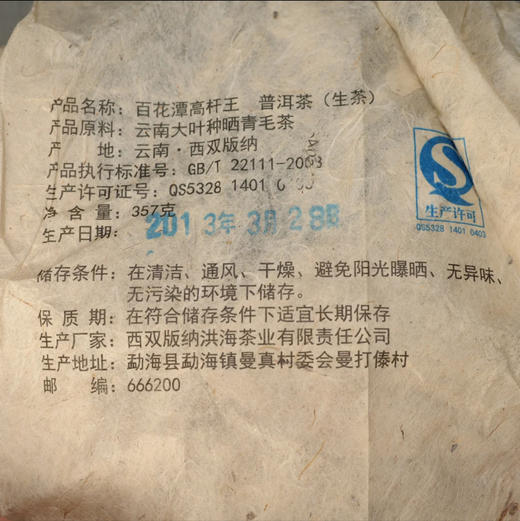 产品名称：百花潭高杆王 普洱茶（生茶）
产品原料：云南大叶种晒青毛茶
产 地：云南·西双版纳
产品执行标准号：GB/T 22111-2008
生产许可证号：QS5328 1401 0
净 含 量：357克
生产日期：2013年3月28日
生产许可
QS5328 1401 0403
储存条件：在清洁、通风、干燥、避免阳光曝晒、无异味、
无污染的环境下储存。
保 质 期：在符合储存条件下适宜长期保存
生产厂家：西双版纳洪海茶业有限责任公司
生产地址：勐海县勐海镇曼真村委会曼打傣村
邮 编：666200